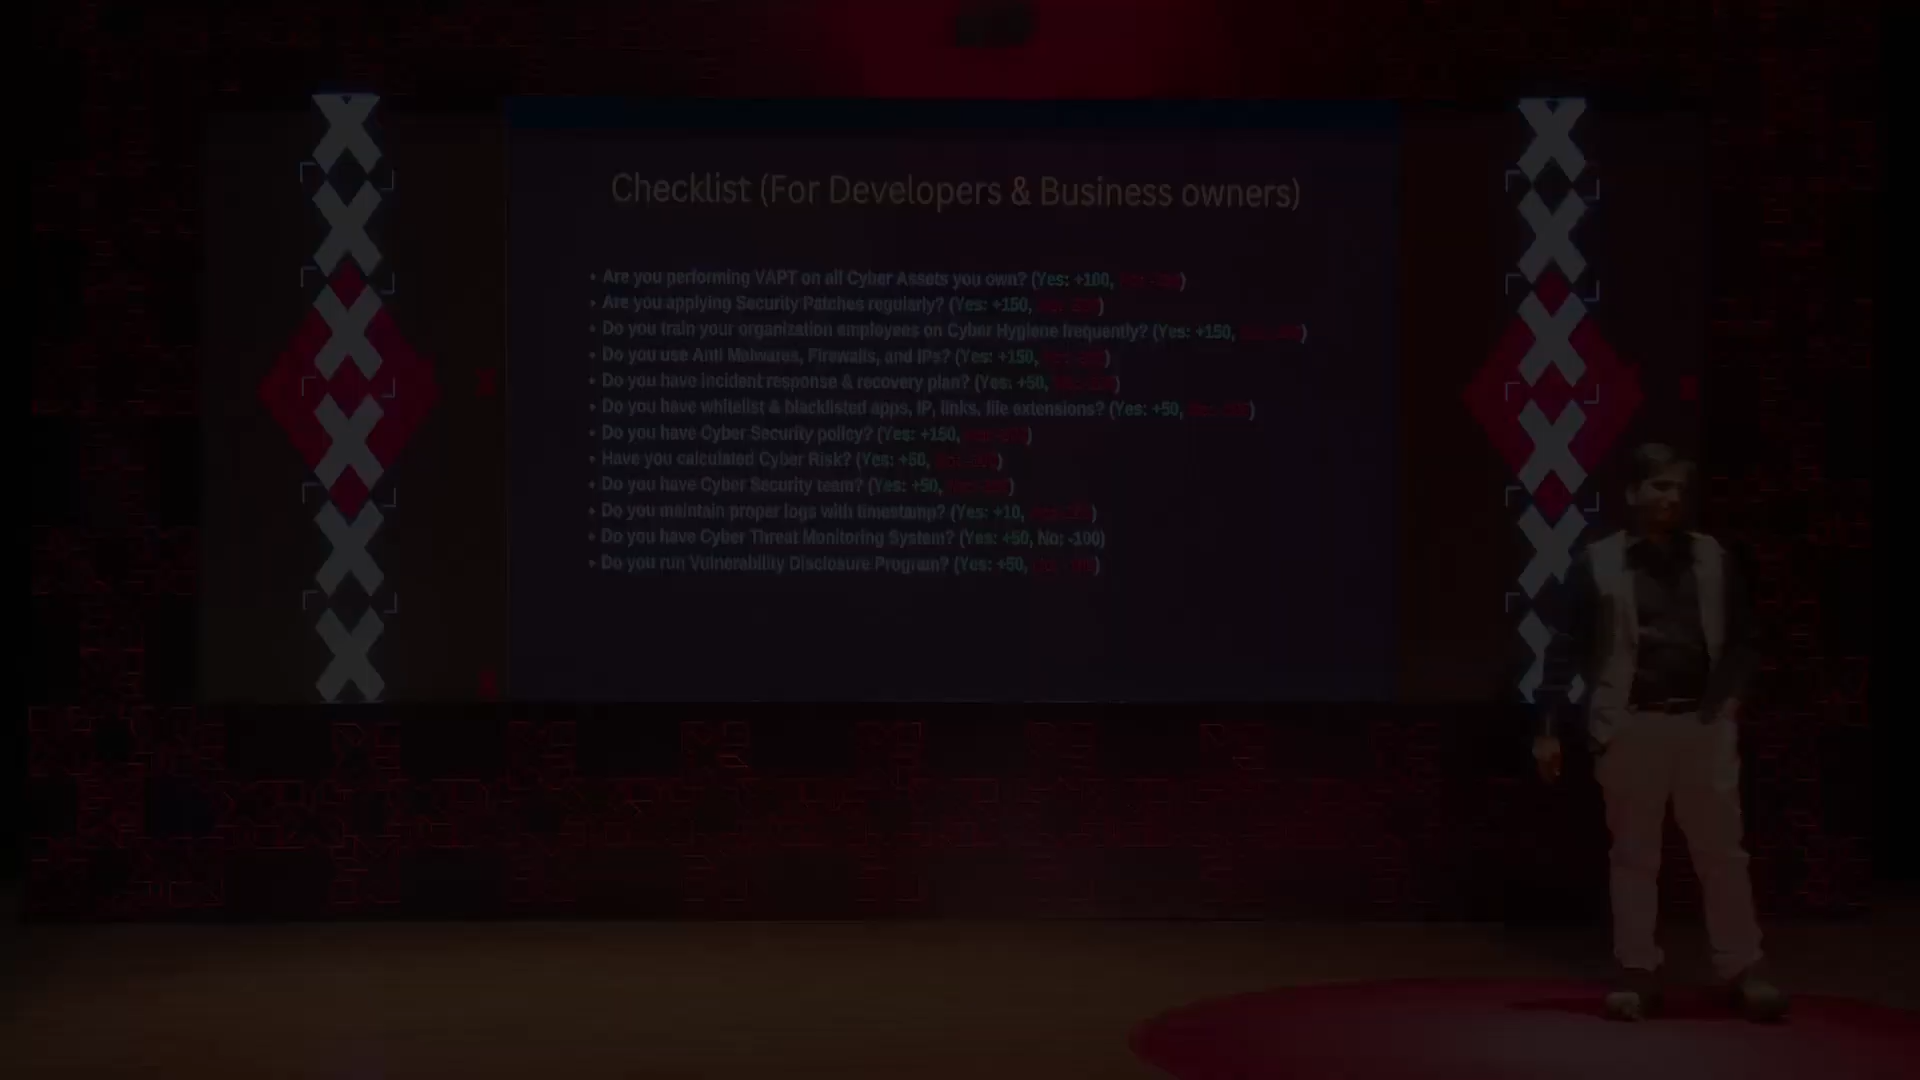 Checklist (For Developers & Business owners)
• Are you performing VAPT on all Cyber Assets you own? (Yes: +100, )
• Are you applying Security Patches regularly? (Yes: +150, )
• Do you train your organization employees on Cyber Hygiene frequently? (Yes: +150, )
• Do you use Anti Malwares, Firewalls, and IPs? (Yes: +150, )
• Do you have incident response & recovery plan? (Yes: +50, )
• Do you have whitelist & blacklisted apps, IP, links, file extensions? (Yes: +50, )
• Do you have Cyber Security policy? (Yes: +150, )
• Have you calculated Cyber Risk? (Yes: +50, )
• Do you have Cyber Security team? (Yes: +50, )
• Do you maintain proper logs with timestamp? (Yes: +10, )
• Do you have Cyber Threat Monitoring System? (Yes: +50, No: -100)
• Do you run Vulnerability Disclosure Program? (Yes: +50, )